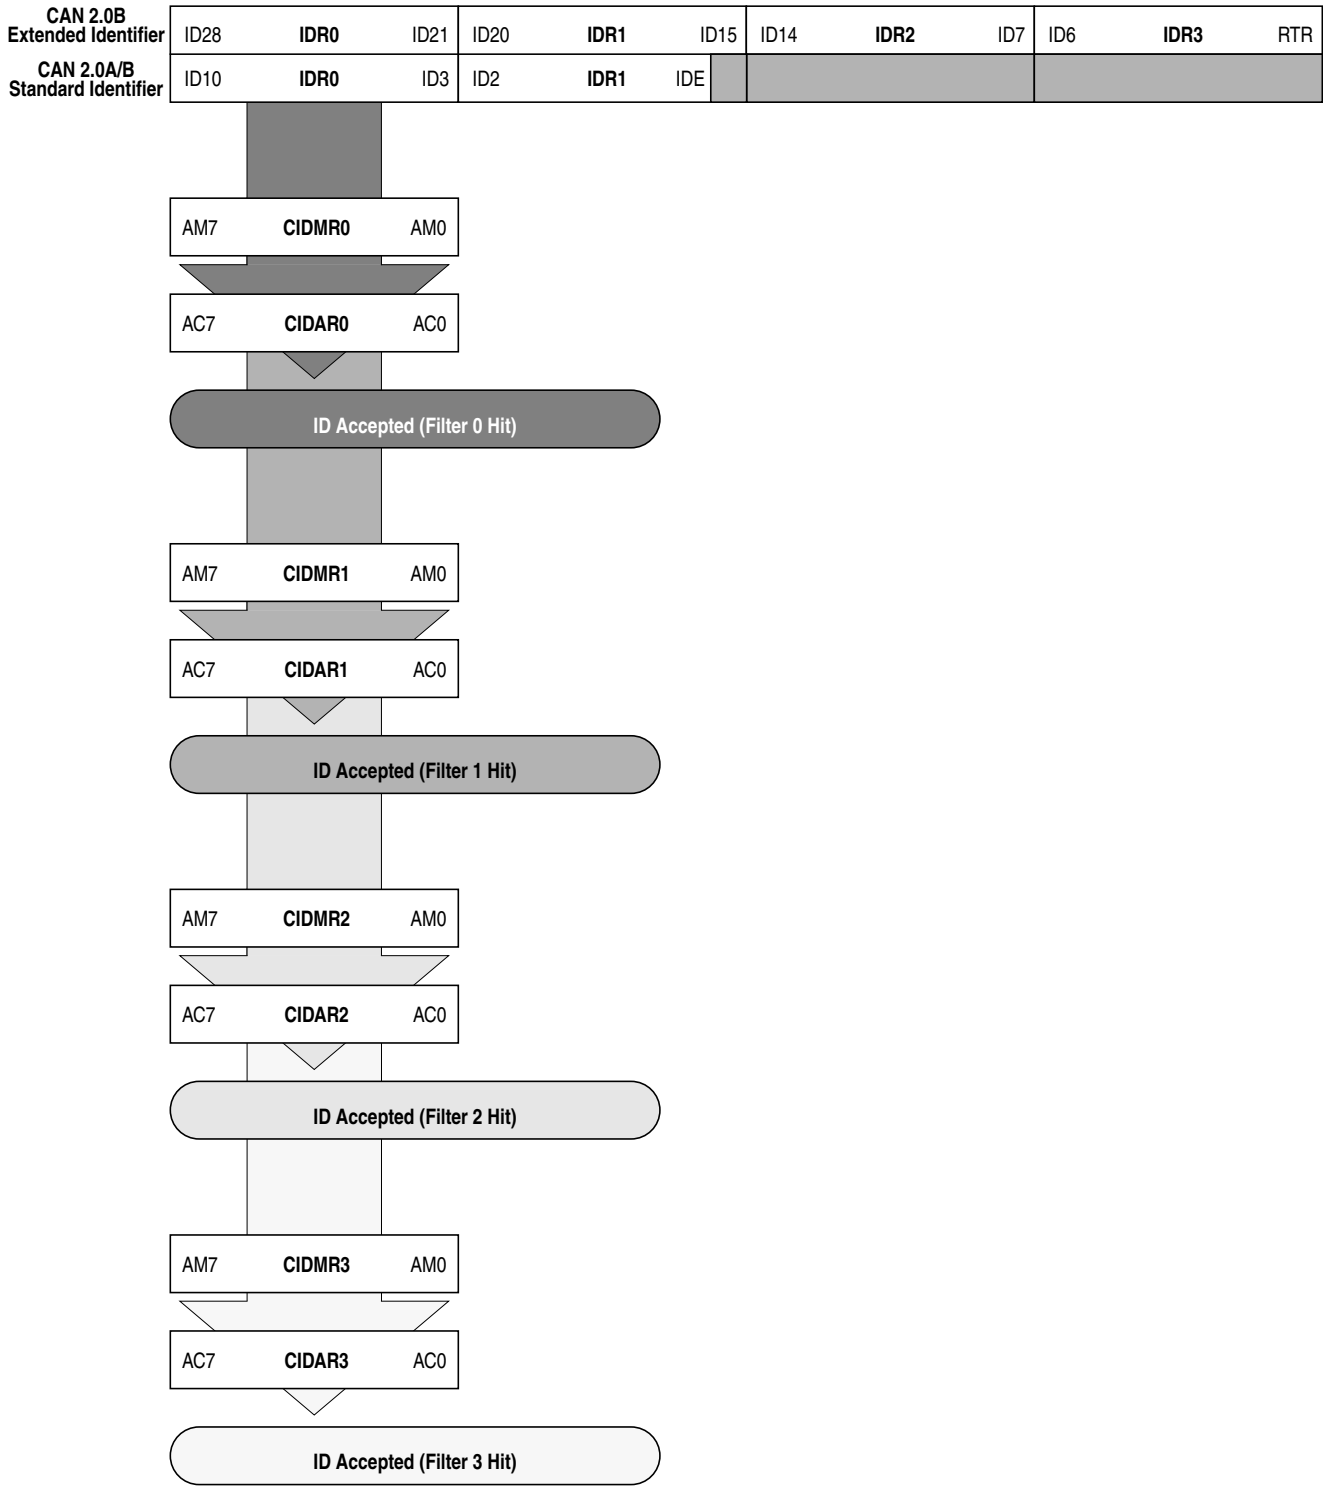 CAN 2.0B
Extended Identifier
ID28 IDR0 ID21 ID20 IDR1 ID15 ID14 IDR2 ID7 ID6 IDR3 RTR
CAN 2.0A/B
Standard Identifier
ID10 IDR0 ID3 ID2 IDR1 IDE
AM7 CIDMR0 AM0
AC7 CIDAR0 AC0
ID Accepted (Filter 0 Hit)
AM7 CIDMR1 AM0
AC7 CIDAR1 AC0
ID Accepted (Filter 1 Hit)
AM7 CIDMR2 AM0
AC7 CIDAR2 AC0
ID Accepted (Filter 2 Hit)
AM7 CIDMR3 AM0
AC7 CIDAR3 AC0
ID Accepted (Filter 3 Hit)